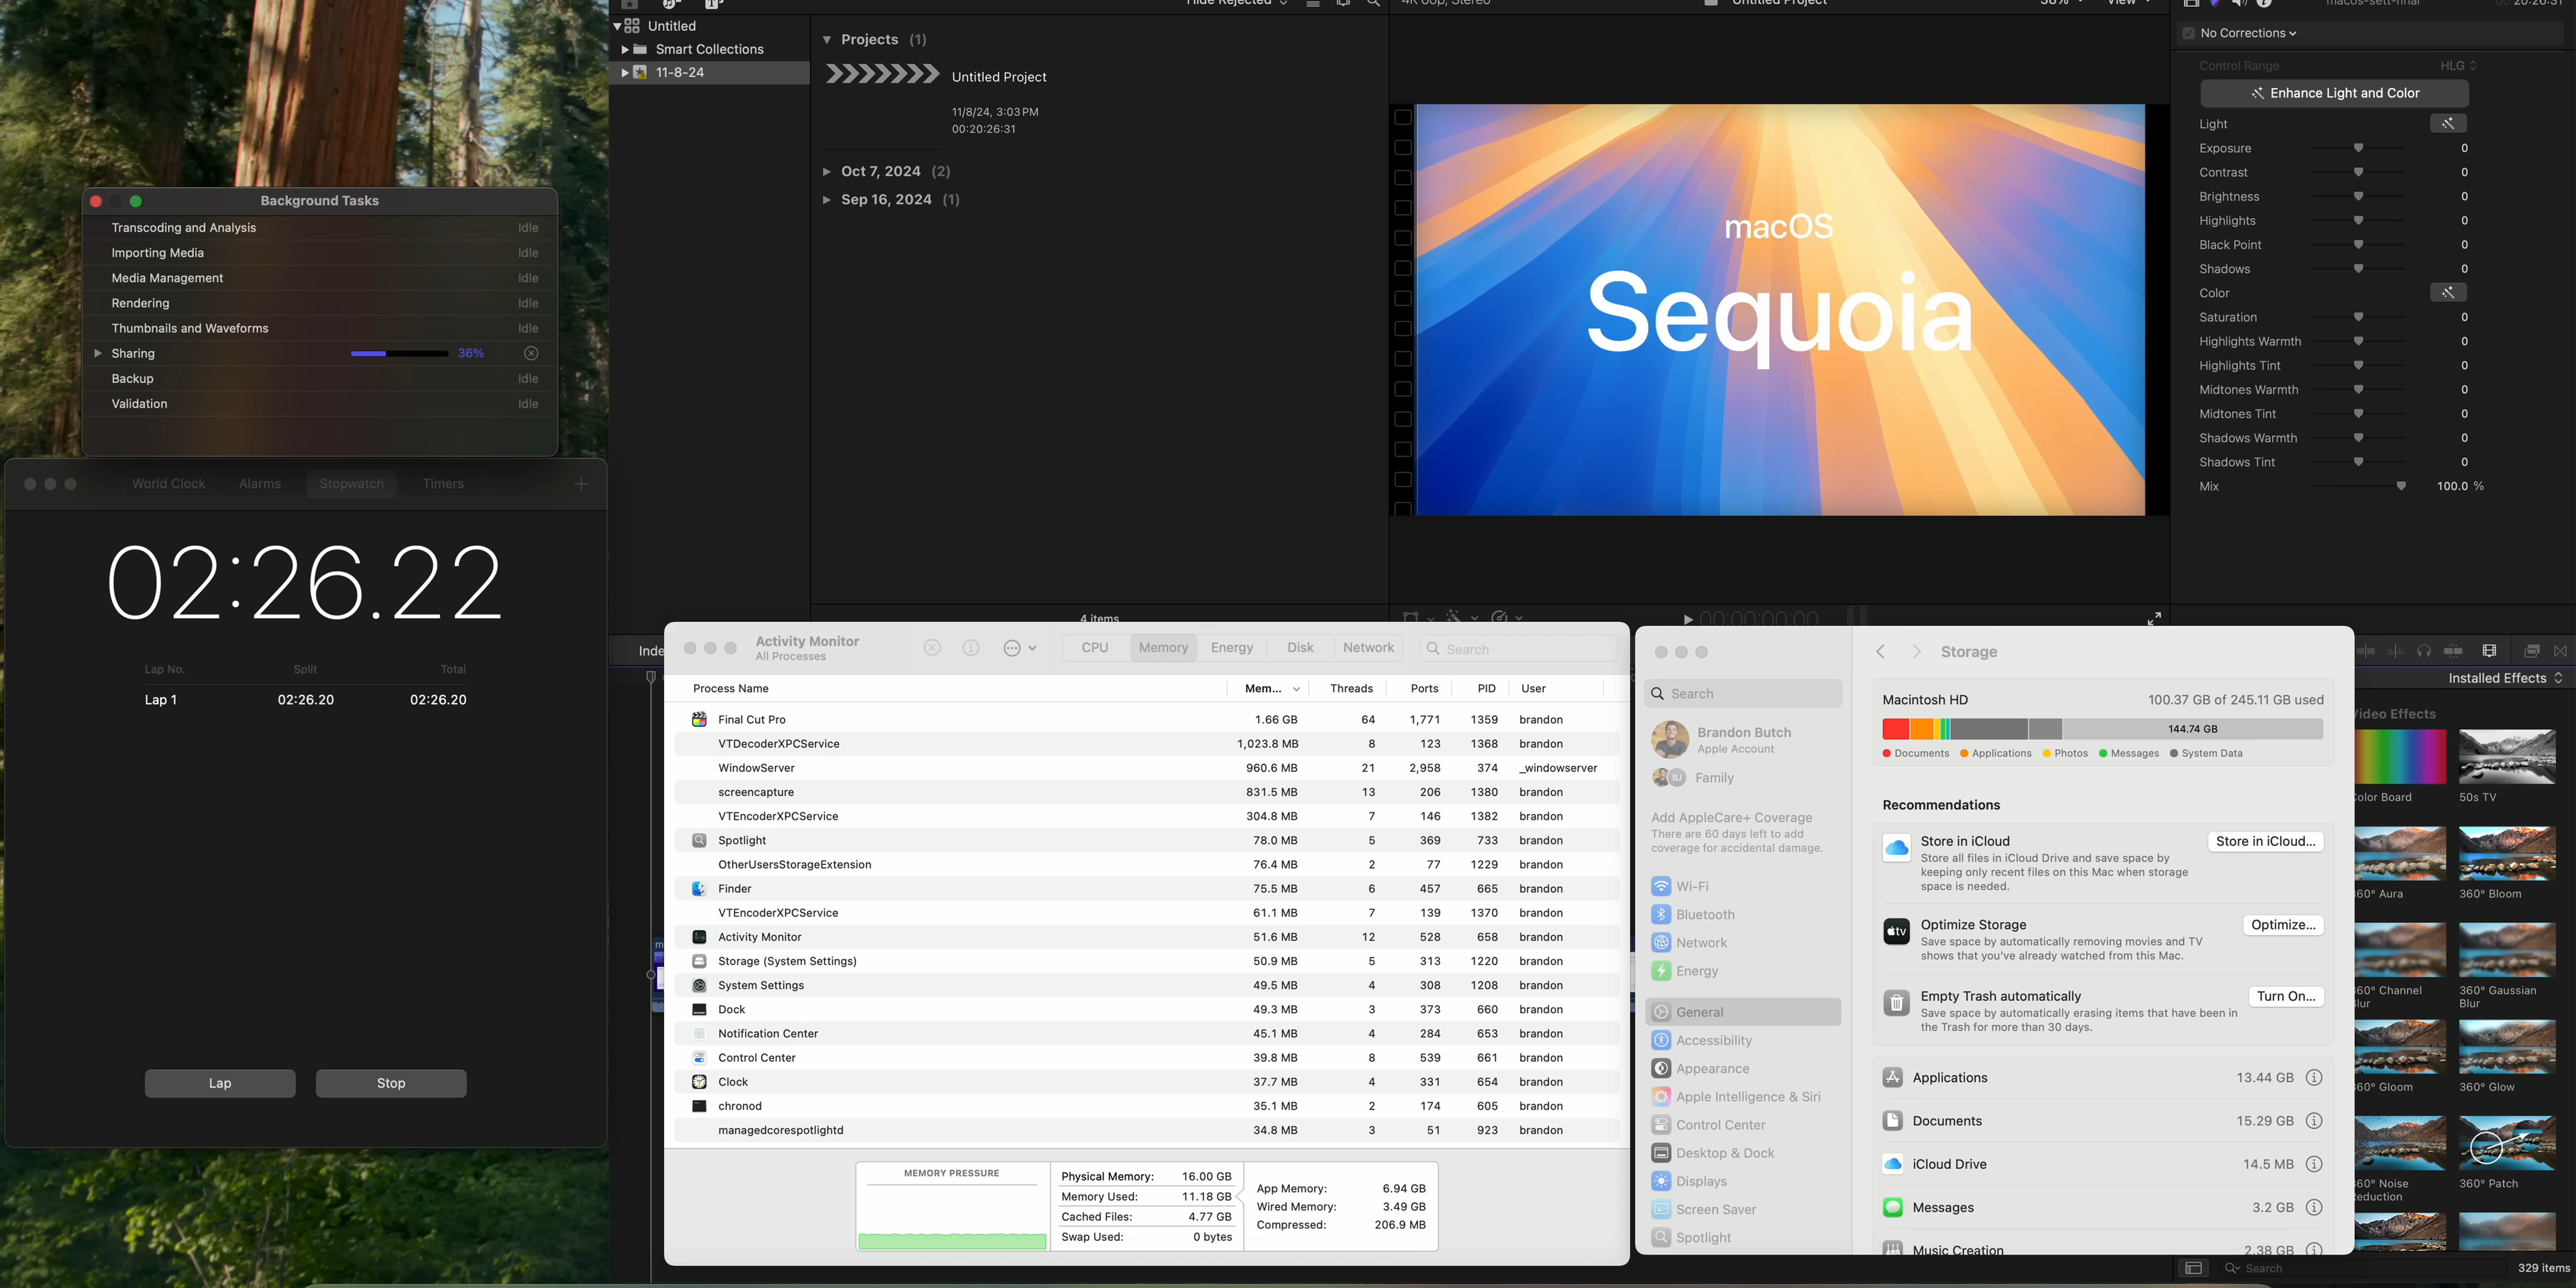 Untitled
Smart Collections
11-8-24
Hide Rejected
Projects (1)
Untitled Project
11/8/24, 3:03 PM
00:20:26:31
Oct 7, 2024 (2)
Sep 16, 2024 (1)
4 items
Untitled Project
View
macOS
Sequoia
00:00:00:00
20:26:31
No Corrections
Control Range HLG
Enhance Light and Color
Light
Exposure 0
Contrast 0
Brightness 0
Highlights 0
Black Point 0
Shadows 0
Color
Saturation 0
Highlights Warmth 0
Highlights Tint 0
Midtones Warmth 0
Midtones Tint 0
Shadows Warmth 0
Shadows Tint 0
Mix 100.0 %
Background Tasks
Transcoding and Analysis Idle
Importing Media Idle
Media Management Idle
Rendering Idle
Thumbnails and Waveforms Idle
Sharing 36%
Backup Idle
Validation Idle
World Clock Alarms Stopwatch Timers
02:26.22
Lap No. Split Total
Lap 1 02:26.20 02:26.20
Lap Stop
Inde
Activity Monitor
All Processes
CPU Memory Energy Disk Network Search
Process Name Mem... Threads Ports PID User
Final Cut Pro 1.66 GB 64 1,771 1359 brandon
VTDecoderXPCService 1,023.8 MB 8 123 1368 brandon
WindowServer 960.6 MB 21 2,958 374 _windowserver
screencapture 831.5 MB 13 206 1380 brandon
VTEncoderXPCService 304.8 MB 7 146 1382 brandon
Spotlight 78.0 MB 5 369 733 brandon
OtherUsersStorageExtension 76.4 MB 2 77 1229 brandon
Finder 75.5 MB 6 457 665 brandon
VTEncoderXPCService 61.1 MB 7 139 1370 brandon
Activity Monitor 51.6 MB 12 528 658 brandon
Storage (System Settings) 50.9 MB 5 313 1220 brandon
System Settings 49.5 MB 4 308 1208 brandon
Dock 49.3 MB 3 373 660 brandon
Notification Center 45.1 MB 4 284 653 brandon
Control Center 39.8 MB 8 539 661 brandon
Clock 37.7 MB 4 331 654 brandon
chronod 35.1 MB 2 174 605 brandon
managedcorespotlightd 34.8 MB 3 51 923 brandon
MEMORY PRESSURE
Physical Memory: 16.00 GB
Memory Used: 11.18 GB
Cached Files: 4.77 GB
Swap Used: 0 bytes
App Memory: 6.94 GB
Wired Memory: 3.49 GB
Compressed: 206.9 MB
Search
Brandon Butch
Apple Account
BJ
Family
Add AppleCare+ Coverage
There are 60 days left to add
coverage for accidental damage.
Wi-Fi
Bluetooth
Network
Energy
General
Accessibility
Appearance
Apple Intelligence & Siri
Control Center
Desktop & Dock
Displays
Screen Saver
Spotlight
Storage
Macintosh HD 100.37 GB of 245.11 GB used
144.74 GB
Documents Applications Photos Messages System Data
Recommendations
Store in iCloud Store in iCloud...
Store all files in iCloud Drive and save space by
keeping only recent files on this Mac when storage
space is needed.
tv
Optimize Storage Optimize...
Save space by automatically removing movies and TV
shows that you've already watched from this Mac.
Empty Trash automatically Turn On...
Save space by automatically erasing items that have been in
the Trash for more than 30 days.
Applications 13.44 GB
Documents 15.29 GB
iCloud Drive 14.5 MB
Messages 3.2 GB
Music Creation 2.38 GB
Installed Effects
Video Effects
Color Board 50s TV
360° Aura 360° Bloom
360° Channel
Blur
360° Gaussian
Blur
360° Gloom 360° Glow
360° Noise
Reduction
360° Patch
Search
329 items